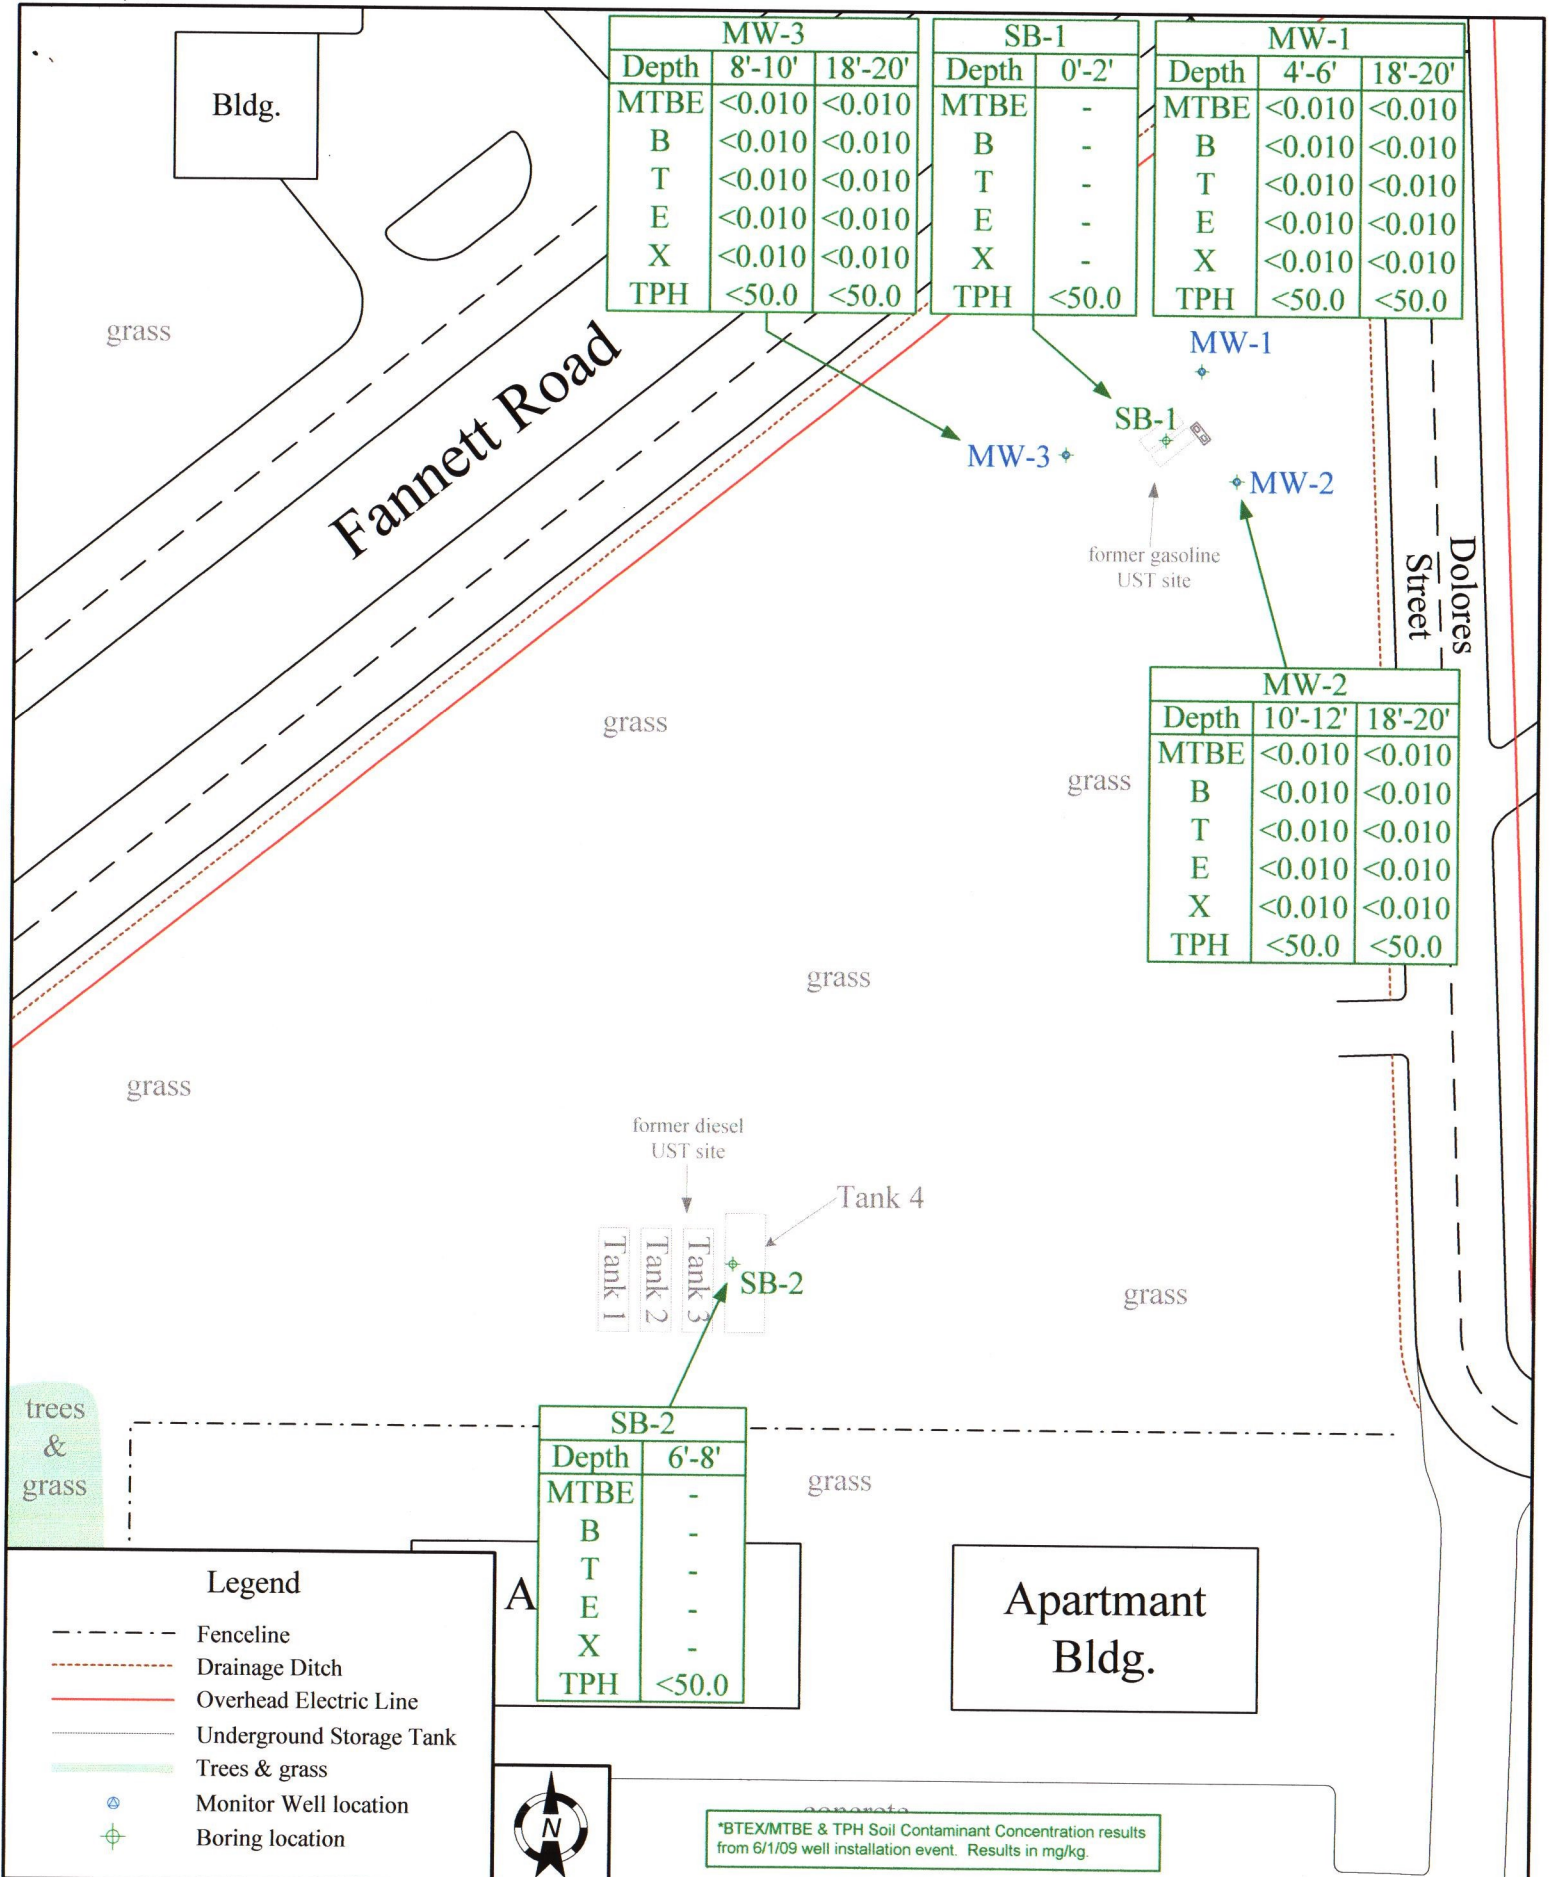 MW-3
Depth 8'-10' 18'-20'
MTBE <0.010 <0.010
B <0.010 <0.010
T <0.010 <0.010
E <0.010 <0.010
X <0.010 <0.010
TPH <50.0 <50.0
SB-1
Depth 0'-2'
MTBE -
B -
T -
E -
X -
TPH <50.0
MW-1
Depth 4'-6' 18'-20'
MTBE <0.010 <0.010
B <0.010 <0.010
T <0.010 <0.010
E <0.010 <0.010
X <0.010 <0.010
TPH <50.0 <50.0
Bldg.
grass
Fannett Road
MW-1
SB-1
MW-3
MW-2
former gasoline
UST site
Dolores
Street
MW-2
Depth 10'-12' 18'-20'
MTBE <0.010 <0.010
B <0.010 <0.010
T <0.010 <0.010
E <0.010 <0.010
X <0.010 <0.010
TPH <50.0 <50.0
grass
grass
grass
grass
former diesel
UST site
Tank 4
Tank 1
Tank 2
Tank 3
SB-2
grass
trees
&
grass
SB-2
Depth 6'-8'
MTBE -
B -
T -
E -
X -
TPH <50.0
grass
A
Apartmant
Bldg.
Legend
Fenceline
Drainage Ditch
Overhead Electric Line
Underground Storage Tank
Trees & grass
Monitor Well location
Boring location
N
concrete
*BTEX/MTBE & TPH Soil Contaminant Concentration results
from 6/1/09 well installation event. Results in mg/kg.